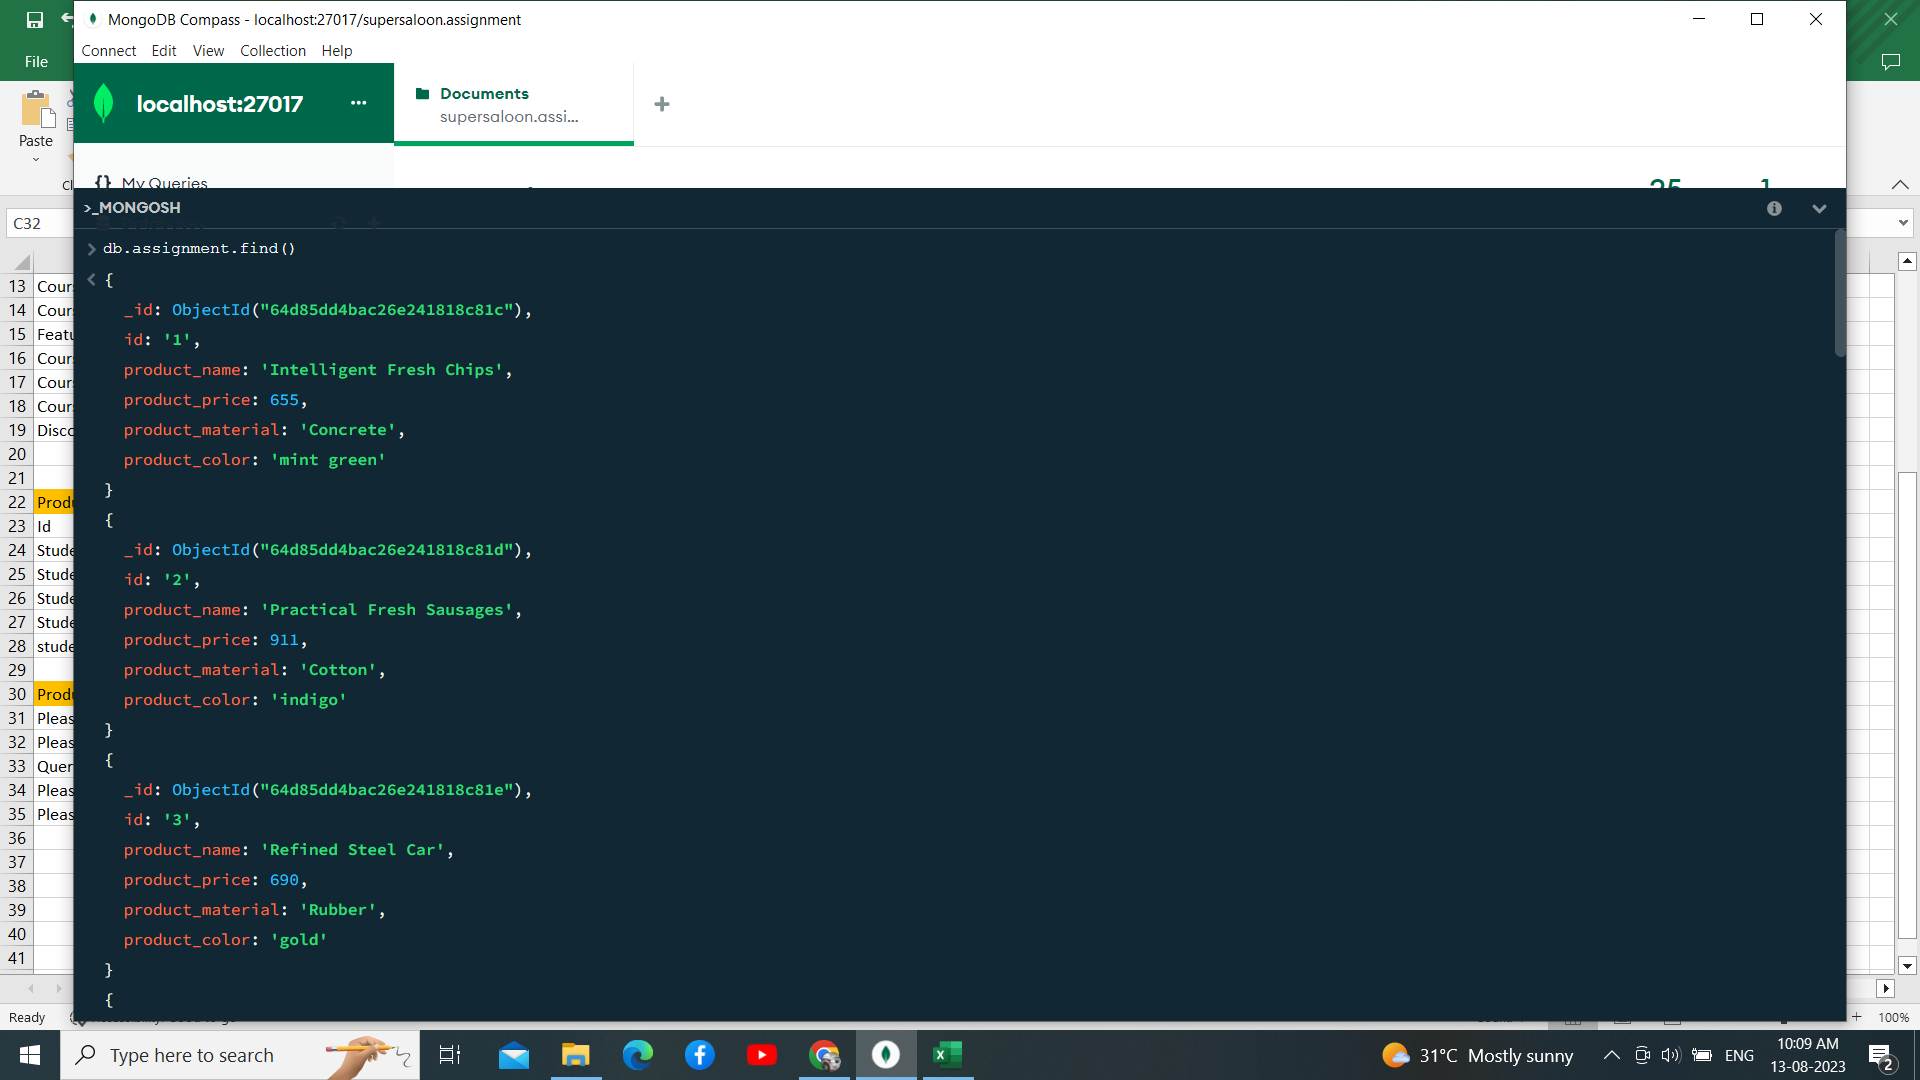 MongoDB Compass - localhost:27017/supersaloon.assignment
Connect Edit View Collection Help
File
localhost:27017 ...
Documents
supersaloon.assi...
+
Paste
{} My Queries
25 1
>_MONGOSH
C32
> db.assignment.find()
< {
_id: ObjectId("64d85dd4bac26e241818c81c"),
id: '1',
product_name: 'Intelligent Fresh Chips',
product_price: 655,
product_material: 'Concrete',
product_color: 'mint green'
}
{
_id: ObjectId("64d85dd4bac26e241818c81d"),
id: '2',
product_name: 'Practical Fresh Sausages',
product_price: 911,
product_material: 'Cotton',
product_color: 'indigo'
}
{
_id: ObjectId("64d85dd4bac26e241818c81e"),
id: '3',
product_name: 'Refined Steel Car',
product_price: 690,
product_material: 'Rubber',
product_color: 'gold'
}
{
13 Cour
14 Cour
15 Featu
16 Cour
17 Cour
18 Cour
19 Disco
20
21
22 Produ
23 Id
24 Stude
25 Stude
26 Stude
27 Stude
28 stude
29
30 Produ
31 Pleas
32 Pleas
33 Quer
34 Pleas
35 Pleas
36
37
38
39
40
41
Ready
+ 100%
Type here to search
31°C Mostly sunny
ENG
10:09 AM
13-08-2023
2